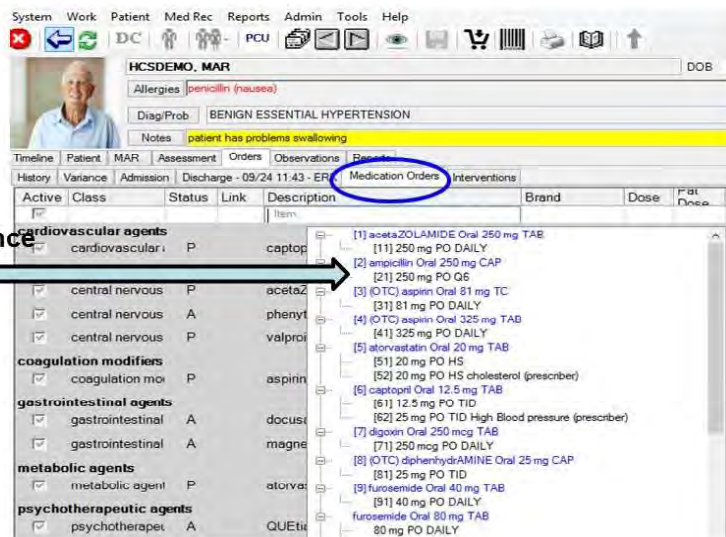 System Work Patient Med Rec Reports Admin Tools Help
DC PCU
HCSDEMO, MAR DOB
Allergies penicillin (nausea)
Diag/Prob BENIGN ESSENTIAL HYPERTENSION
Notes patient has problems swallowing
Timeline Patient MAR Assessment Orders Observations Reports
History Variance Admission Discharge - 09/24 11:43 - ER Medication Orders Interventions
Active Class Status Link Description Brand Dose Pat Dose
Item
cardiovascular agents
nce
cardiovascular P captop
central nervous P acetaZ
central nervous A phenyt
central nervous P valproi
coagulation modifiers
coagulation mo P aspirin
gastrointestinal agents
gastrointestinal A docus
gastrointestinal A magne
metabolic agents
metabolic agent P atorva
psychotherapeutic agents
psychotherapeu A QUEti
[1] acetaZOLAMIDE Oral 250 mg TAB
[11] 250 mg PO DAILY
[2] ampicillin Oral 250 mg CAP
[21] 250 mg PO Q6
[3] (OTC) aspirin Oral 81 mg TC
[31] 81 mg PO DAILY
[4] (OTC) aspirin Oral 325 mg TAB
[41] 325 mg PO DAILY
[5] atorvastatin Oral 20 mg TAB
[51] 20 mg PO HS
[52] 20 mg PO HS cholesterol (prescriber)
[6] captopril Oral 12.5 mg TAB
[61] 12.5 mg PO TID
[62] 25 mg PO TID High Blood pressure (prescriber)
[7] digoxin Oral 250 mcg TAB
[71] 250 mcg PO DAILY
[8] (OTC) diphenhydrAMINE Oral 25 mg CAP
[81] 25 mg PO TID
[9] furosemide Oral 40 mg TAB
[91] 40 mg PO DAILY
furosemide Oral 80 mg TAB
80 mg PO DAILY